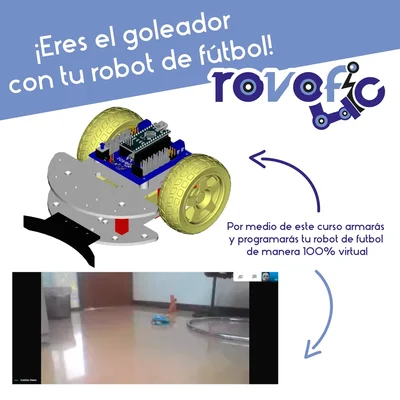 ¡Eres el goleador
con tu robot de fútbol!
rovefic
Por medio de este curso armarás
y programarás tu robot de futbol
de manera 100% virtual